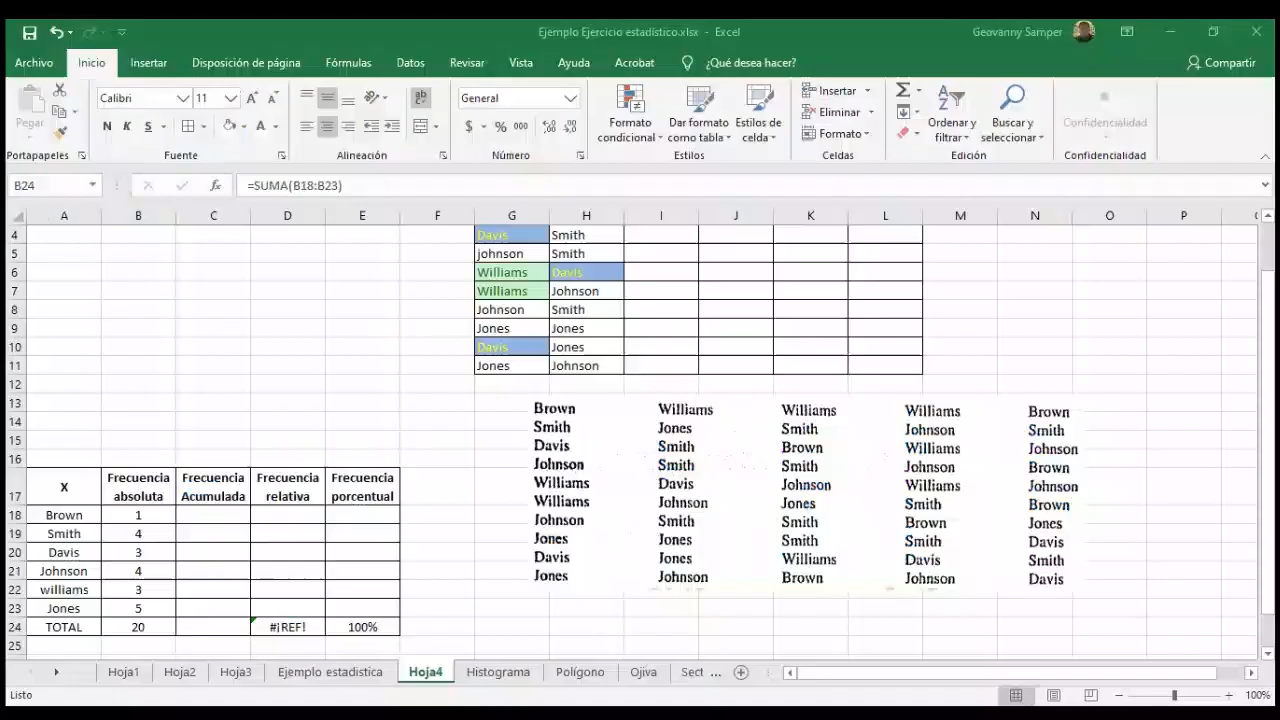 Ejemplo Ejercicio estadístico.xlsx - Excel
Geovanny Samper
Archivo Inicio Insertar Disposición de página Fórmulas Datos Revisar Vista Ayuda Acrobat ¿Qué desea hacer? Compartir
Pegar
Calibri 11
N K S
General
$ % 000
Formato condicional
Dar formato como tabla
Estilos de celda
Insertar
Eliminar
Formato
Ordenar y filtrar
Buscar y seleccionar
Confidencialidad
Portapapeles Fuente Alineación Número Estilos Celdas Edición Confidencialidad
B24 fx =SUMA(B18:B23)
A B C D E F G H I J K L M N O P
4 Davis Smith
5 johnson Smith
6 Williams Davis
7 Williams Johnson
8 Johnson Smith
9 Jones Jones
10 Davis Jones
11 Jones Johnson
12
13 Brown Williams Williams Williams Brown
14 Smith Jones Smith Johnson Smith
15 Davis Smith Brown Williams Johnson
16 Johnson Smith Smith Johnson Brown
Williams Davis Johnson Williams Johnson
17 X Frecuencia absoluta Frecuencia Acumulada Frecuencia relativa Frecuencia porcentual
Williams Johnson Jones Smith Brown
18 Brown 1 Johnson Smith Smith Brown Jones
19 Smith 4 Jones Jones Smith Smith Davis
20 Davis 3 Davis Jones Williams Davis Smith
21 Johnson 4 Jones Johnson Brown Johnson Davis
22 williams 3
23 Jones 5
24 TOTAL 20 #¡REF! 100%
25
Hoja1 Hoja2 Hoja3 Ejemplo estadistica Hoja4 Histograma Polígono Ojiva Sect ...
Listo 100%